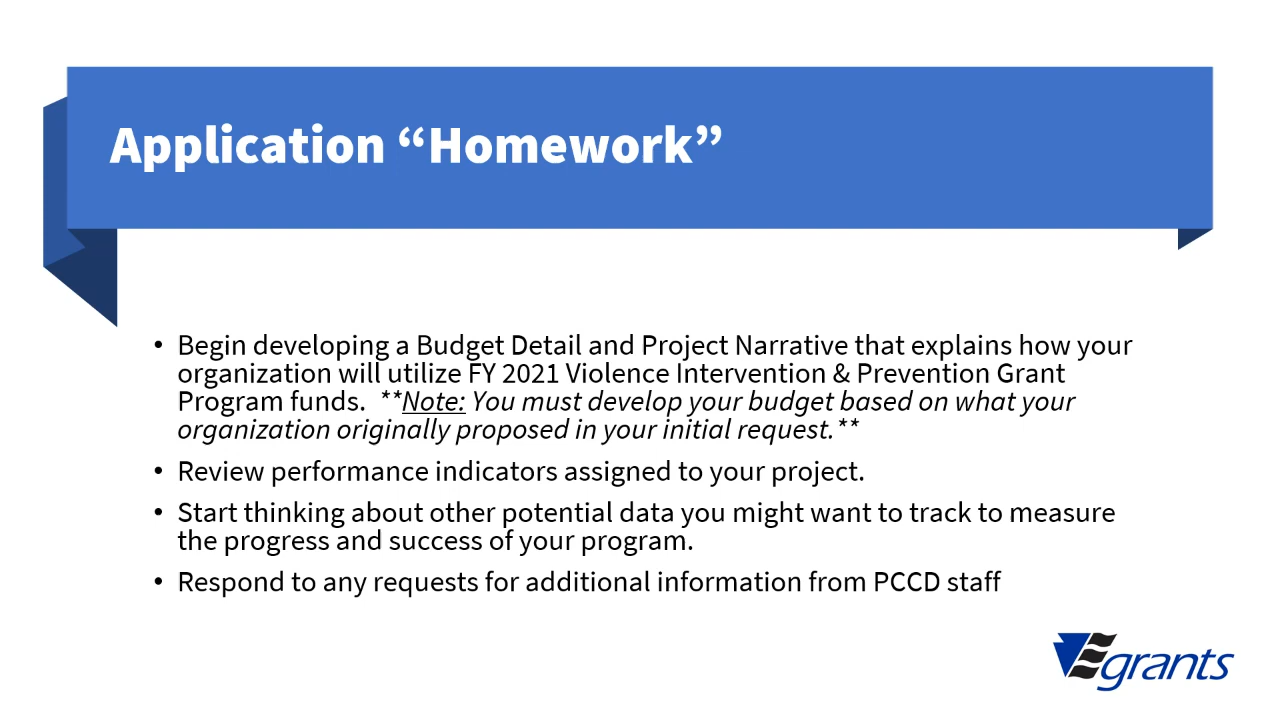 Application “Homework”
• Begin developing a Budget Detail and Project Narrative that explains how your
organization will utilize FY 2021 Violence Intervention & Prevention Grant
Program funds.  **Note: You must develop your budget based on what your
organization originally proposed in your initial request.**
• Review performance indicators assigned to your project.
• Start thinking about other potential data you might want to track to measure
the progress and success of your program.
• Respond to any requests for additional information from PCCD staff
Egrants